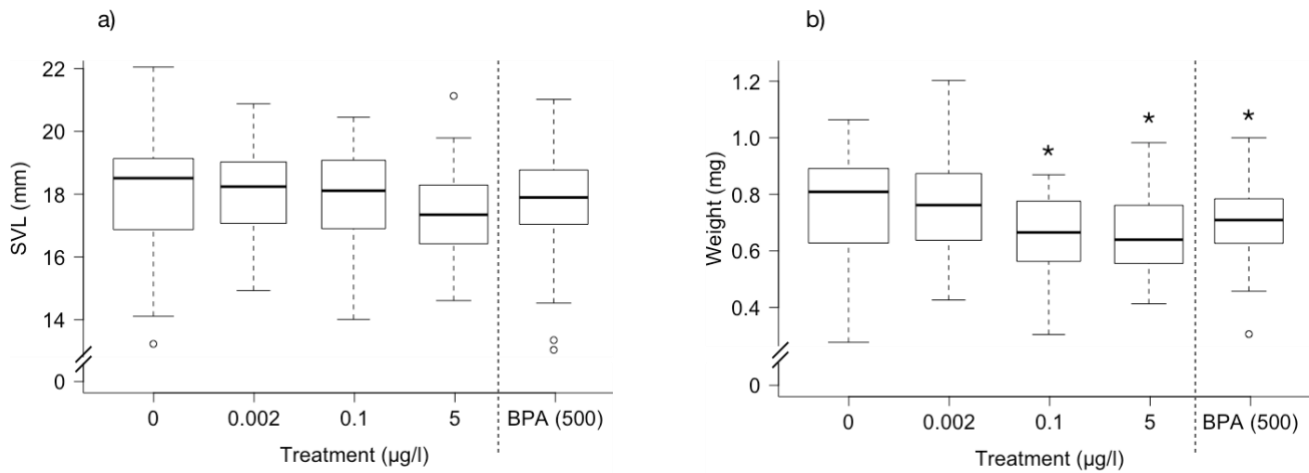 a)
SVL (mm)
22
20
18
16
14
0
0 0.002 0.1 5 BPA (500)
Treatment (µg/l)
b)
Weight (mg)
1.2
1.0
0.8
0.6
0.4
0
* * *
0 0.002 0.1 5 BPA (500)
Treatment (µg/l)